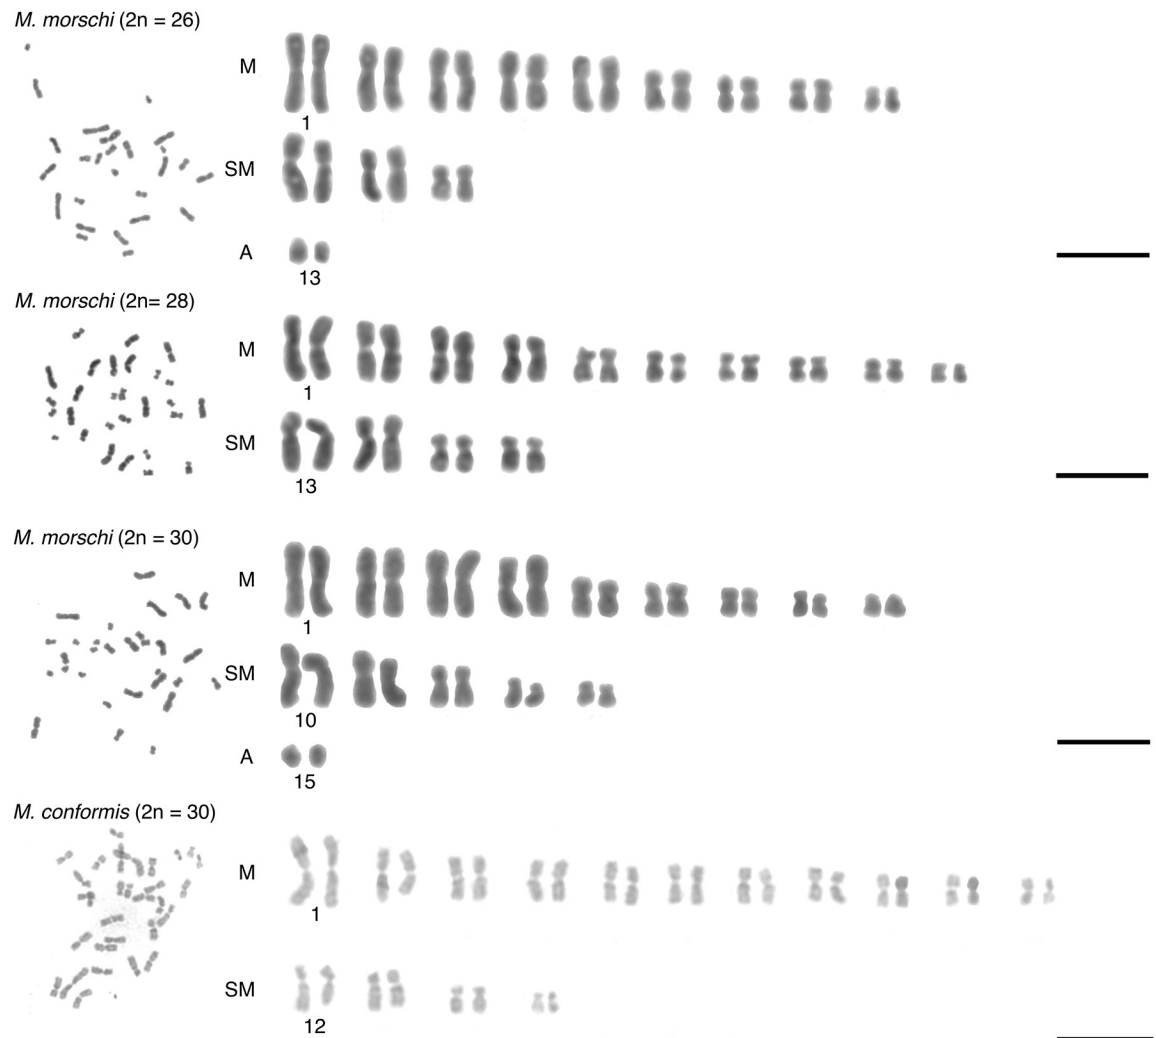 M. morschi (2n = 26)
M
1
SM
A
13
M. morschi (2n= 28)
M
1
SM
13
M. morschi (2n = 30)
M
1
SM
10
A
15
M. conformis (2n = 30)
M
1
SM
12